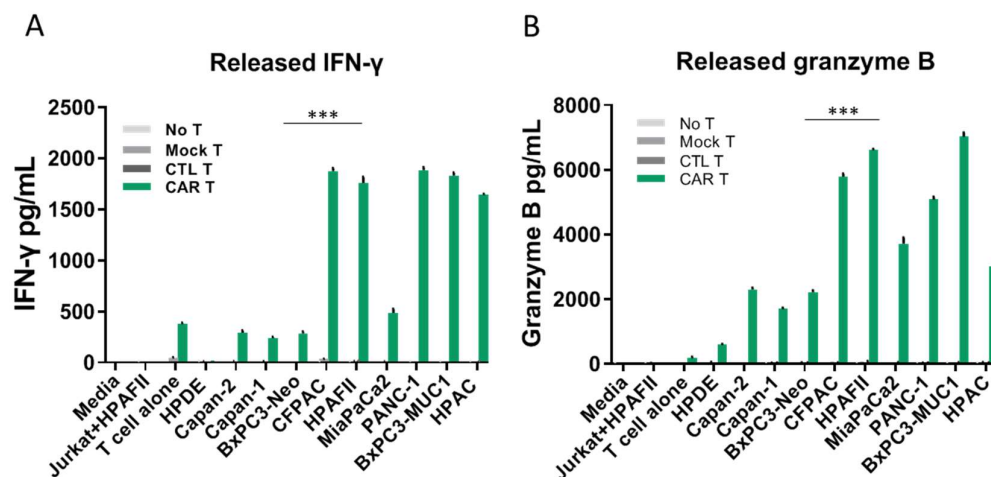 A
Released IFN-γ
***
No T
Mock T
CTL T
CAR T
IFN-γ pg/mL
2500
2000
1500
1000
500
0
Media
Jurkat+HPAFII
T cell alone
HPDE
Capan-2
Capan-1
BxPC3-Neo
CFPAC
HPAFII
MiaPaCa2
PANC-1
BxPC3-MUC1
HPAC
B
Released granzyme B
***
No T
Mock T
CTL T
CAR T
Granzyme B pg/mL
8000
6000
4000
2000
0
Media
Jurkat+HPAFII
T cell alone
HPDE
Capan-2
Capan-1
BxPC3-Neo
CFPAC
HPAFII
MiaPaCa2
PANC-1
BxPC3-MUC1
HPAC